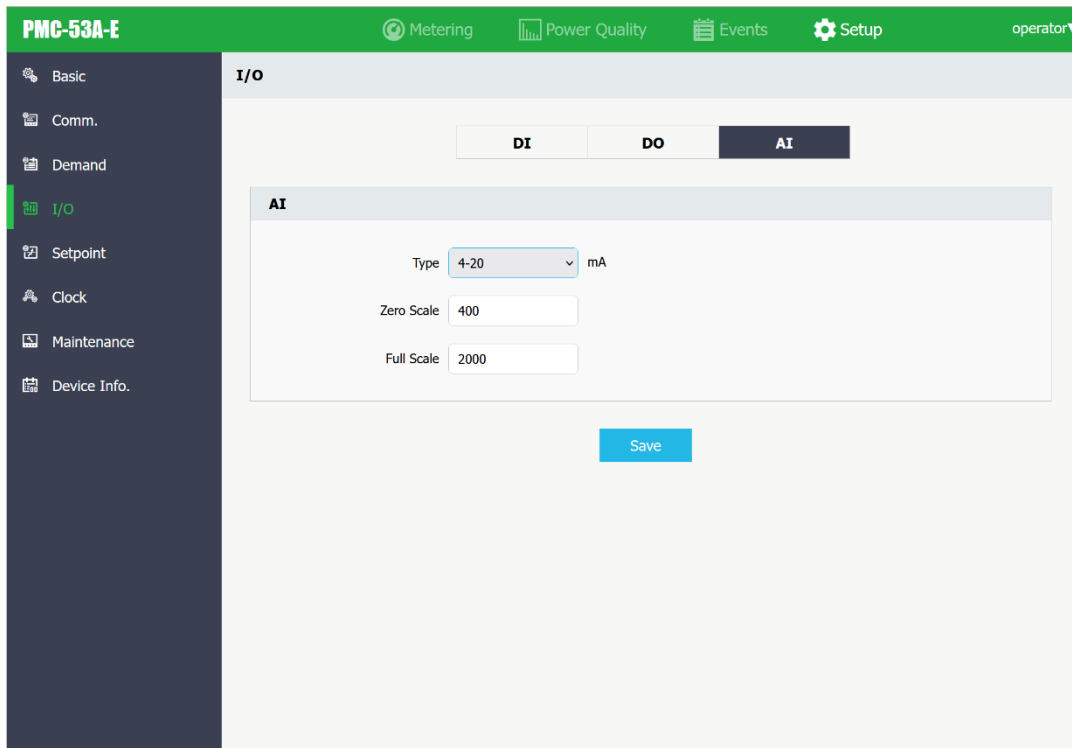 PMC-53A-E
Metering
Power Quality
Events
Setup
operator
Basic
Comm.
Demand
I/O
Setpoint
Clock
Maintenance
Device Info.
I/O
DI
DO
AI
AI
Type 4-20 mA
Zero Scale 400
Full Scale 2000
Save